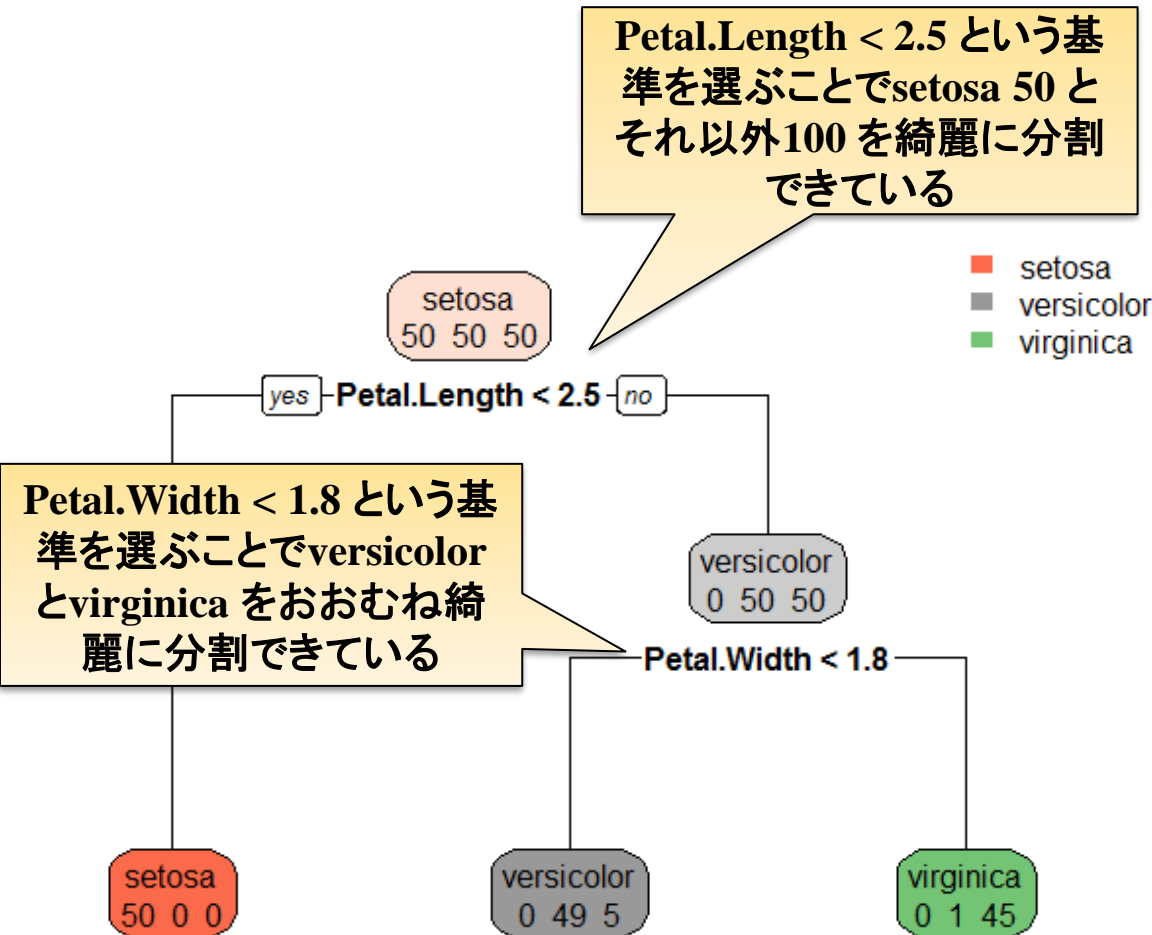 Petal.Length < 2.5 という基
準を選ぶことでsetosa 50 と
それ以外100 を綺麗に分割
できている
setosa
versicolor
virginica
setosa
50 50 50
yes Petal.Length < 2.5 no
Petal.Width < 1.8 という基
準を選ぶことでversicolor
とvirginica をおおむね綺
麗に分割できている
versicolor
0 50 50
Petal.Width < 1.8
setosa
50 0 0
versicolor
0 49 5
virginica
0 1 45